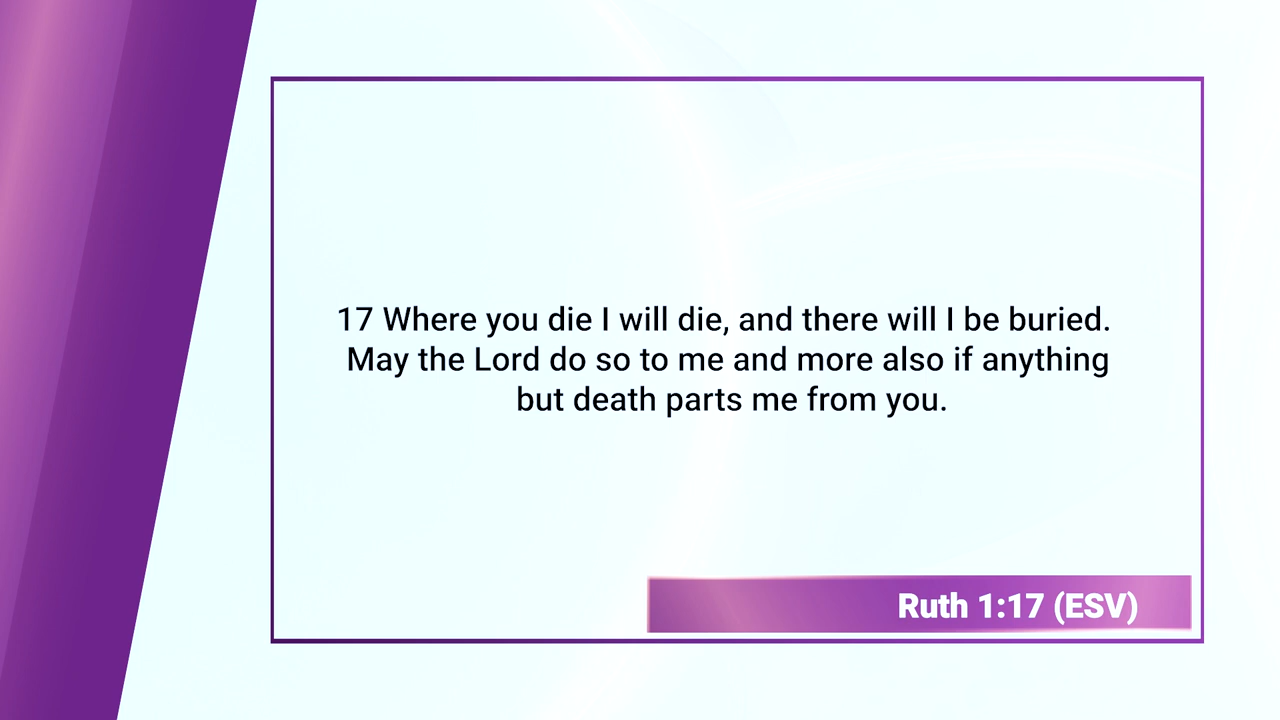 17 Where you die I will die, and there will I be buried.
May the Lord do so to me and more also if anything
but death parts me from you.
Ruth 1:17 (ESV)